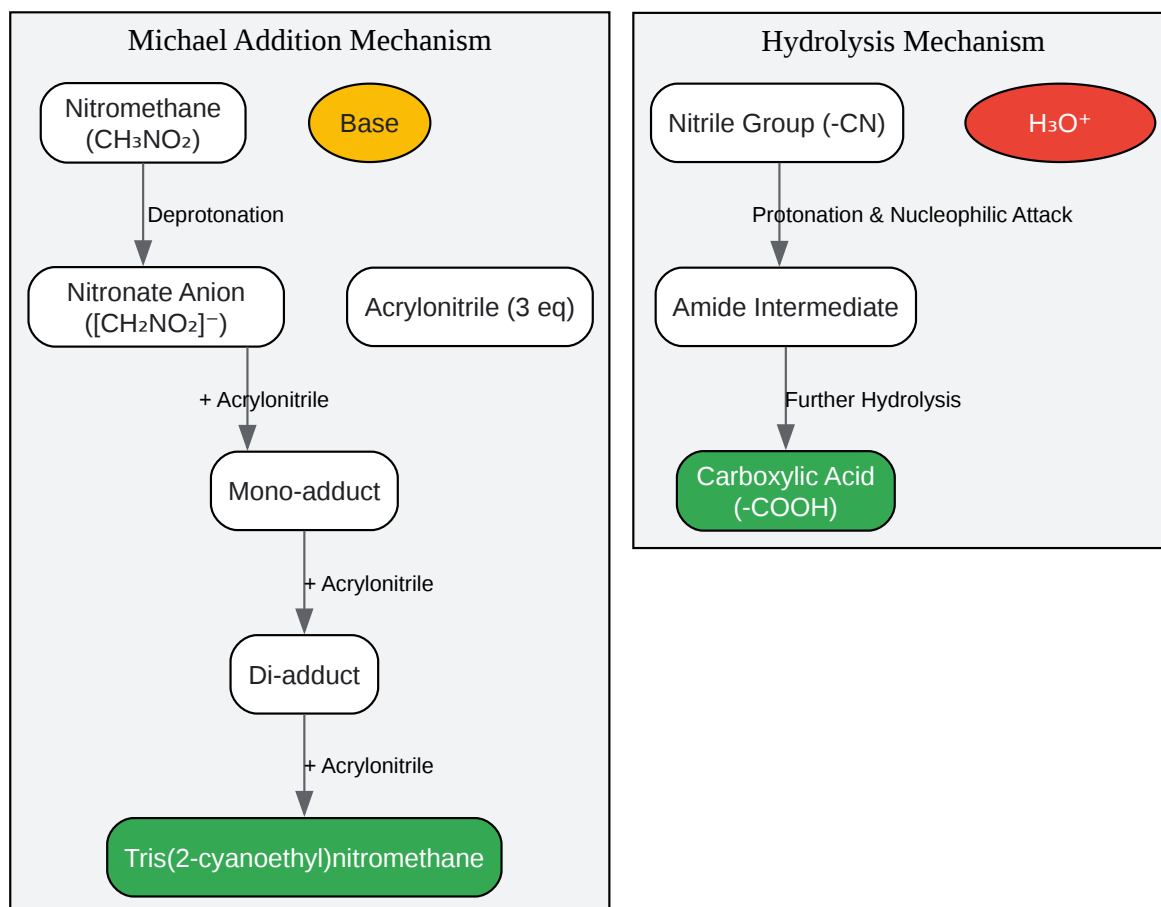 Michael Addition Mechanism
Nitromethane
(CH₃NO₂)
Base
Deprotonation
Nitronate Anion
([CH₂NO₂]⁻)
Acrylonitrile (3 eq)
+ Acrylonitrile
Mono-adduct
+ Acrylonitrile
Di-adduct
+ Acrylonitrile
Tris(2-cyanoethyl)nitromethane
Hydrolysis Mechanism
Nitrile Group (-CN)
H₃O⁺
Protonation & Nucleophilic Attack
Amide Intermediate
Further Hydrolysis
Carboxylic Acid
(-COOH)